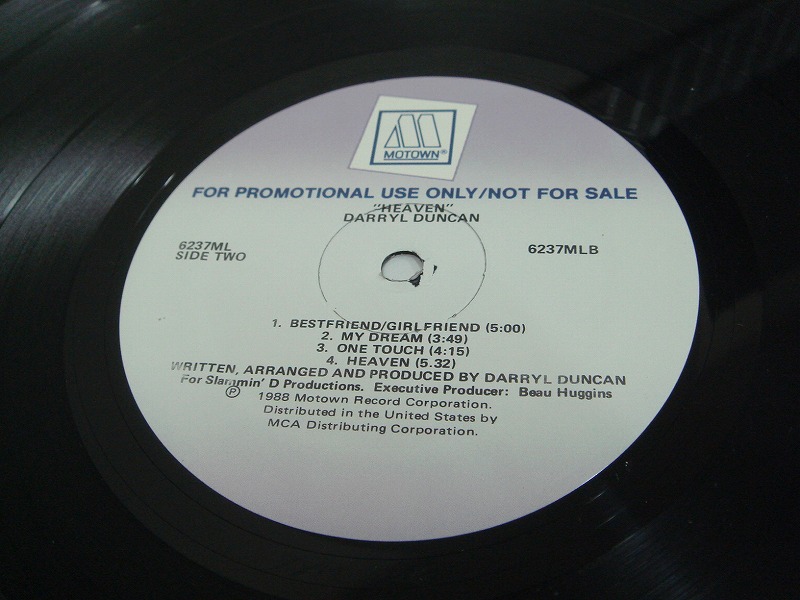 MOTOWN®
FOR PROMOTIONAL USE ONLY/NOT FOR SALE
"HEAVEN"
DARRYL DUNCAN
6237ML
SIDE TWO
6237MLB
1. BESTFRIEND/GIRLFRIEND (5:00)
2. MY DREAM (3:49)
3. ONE TOUCH (4:15)
4. HEAVEN (5.32)
WRITTEN, ARRANGED AND PRODUCED BY DARRYL DUNCAN
For Slammin' D Productions. Executive Producer: Beau Huggins
℗ 1988 Motown Record Corporation.
Distributed in the United States by
MCA Distributing Corporation.